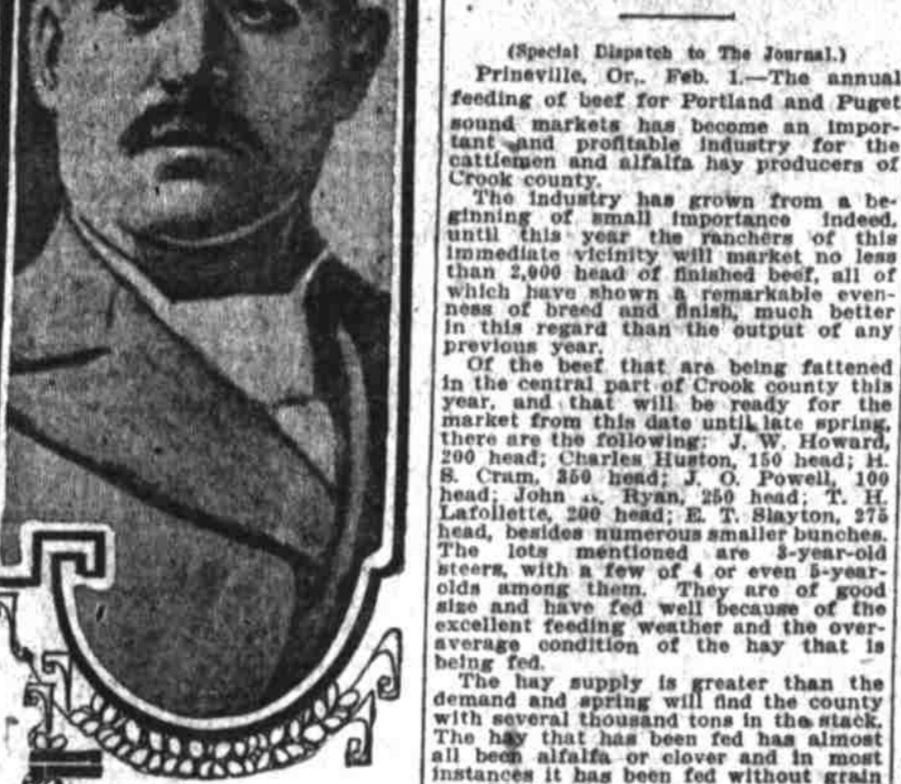 (Special Dispatch to The Journal.)
Prineville, Or., Feb. 1.—The annual
feeding of beef for Portland and Puget
sound markets has become an impor-
tant and profitable industry for the
cattlemen and alfalfa hay producers of
Crook county.
The industry has grown from a be-
ginning of small importance indeed,
until this year the ranchers of this
immediate vicinity will market no less
than 2,000 head of finished beef, all of
which have shown a remarkable even-
ness of breed and finish, much better
in this regard than the output of any
previous year.
Of the beef that are being fattened
in the central part of Crook county this
year, and that will be ready for the
market from this date until late spring,
there are the following: J. W. Howard,
200 head; Charles Huston, 150 head; H.
S. Cram, 350 head; J. O. Powell, 100
head; John Ryan, 250 head; T. H.
Lafollette, 200 head; E. T. Slayton, 275
head, besides numerous smaller bunches.
The lots mentioned are 3-year-old
steers, with a few of 4 or even 5-year-
olds among them. They are of good
size and have fed well because of the
excellent feeding weather and the over-
average condition of the hay that is
being fed.
The hay supply is greater than the
demand and spring will find the county
with several thousand tons in the stack.
The hay that has been fed has almost
all been alfalfa or clover and in most
instances it has been fed without grain